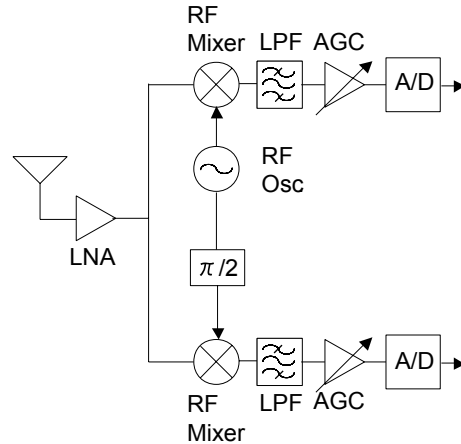 RF
Mixer
LPF
AGC
A/D
RF
Osc
LNA
π/2
A/D
RF
Mixer
LPF
AGC